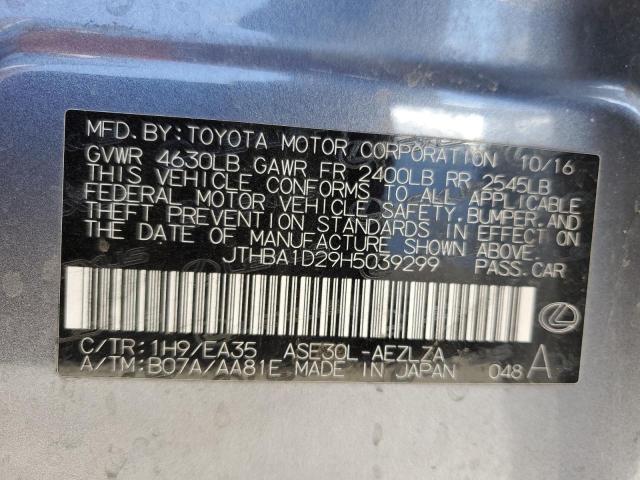 MFD. BY: TOYOTA MOTOR CORPORATION 10/16
GVWR 4630LB GAWR FR 2400LB RR 2545LB
THIS VEHICLE CONFORMS TO ALL APPLICABLE
FEDERAL MOTOR VEHICLE SAFETY, BUMPER, AND
THEFT PREVENTION STANDARDS IN EFFECT ON
THE DATE OF MANUFACTURE SHOWN ABOVE.
JTHBA1D29H5039299 PASS. CAR
C/TR: 1H9/EA35 ASE30L-AEZLZA
A/TM: B07A/AA81E MADE IN JAPAN 048 A